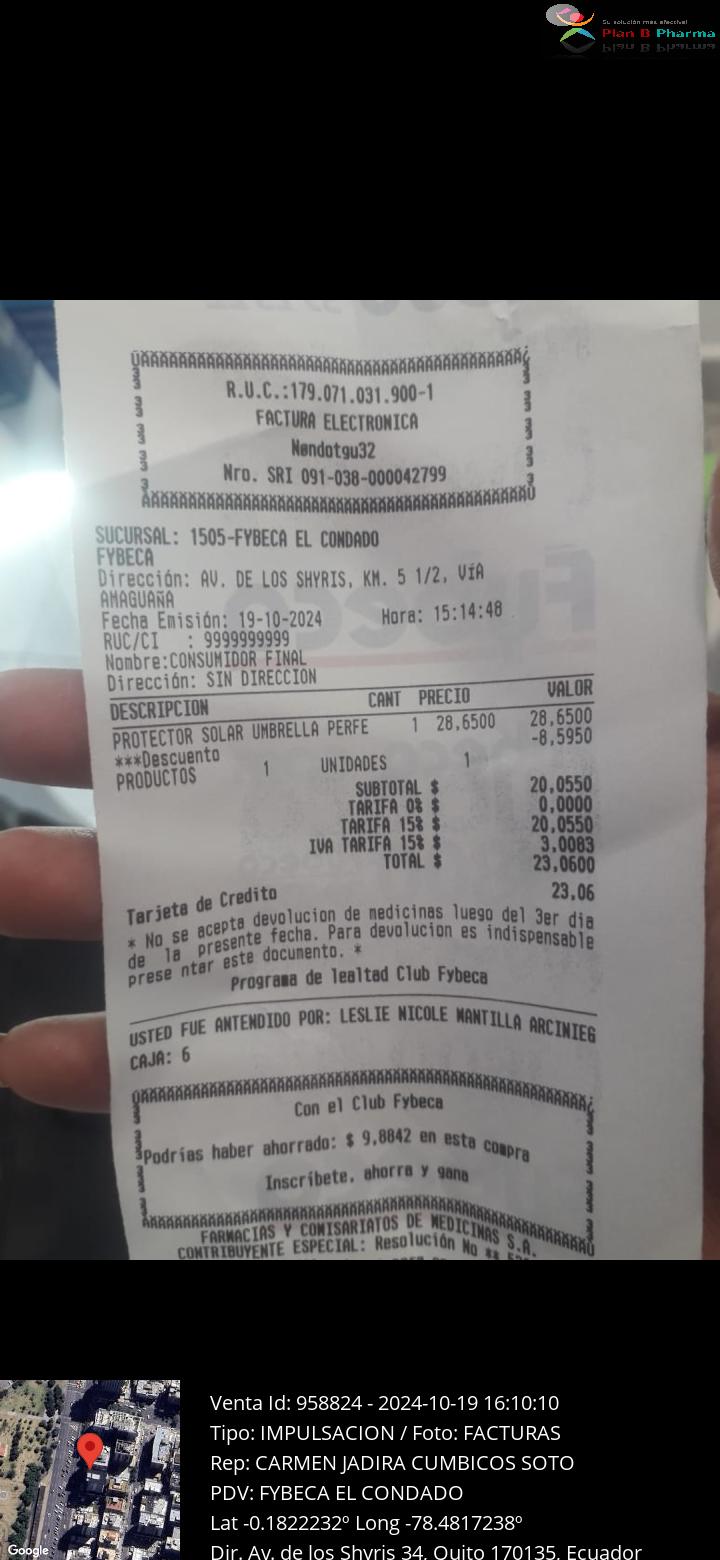 Su solución más efectiva!
Plan B Pharma
R.U.C.:179.071.031.900-1
FACTURA ELECTRONICA
Nøndotgu32
Nro. SRI 091-038-000042799
SUCURSAL: 1505-FYBECA EL CONDADO
FYBECA
Dirección: AV. DE LOS SHYRIS, KM. 5 1/2, VÍA
AMAGUAÑA
Fecha Emisión: 19-10-2024 Hora: 15:14:48
RUC/CI : 9999999999
Nombre:CONSUMIDOR FINAL
Dirección: SIN DIRECCION
DESCRIPCION CANT PRECIO VALOR
PROTECTOR SOLAR UMBRELLA PERFE 1 28,6500 28,6500
***Descuento -8,5950
PRODUCTOS 1 UNIDADES 1
SUBTOTAL $ 20,0550
TARIFA 0% $ 0,0000
TARIFA 15% $ 20,0550
IVA TARIFA 15% $ 3,0083
TOTAL $ 23,0600
Tarjeta de Credito 23.06
* No se acepta devolucion de medicinas luego del 3er dia
de la presente fecha. Para devolucion es indispensable
prese ntar este documento. *
Programa de lealtad Club Fybeca
USTED FUE ANTENDIDO POR: LESLIE NICOLE MANTILLA ARCINIEG
CAJA: 6
Con el Club Fybeca
Podrías haber ahorrado: $ 9,8842 en esta compra
Inscríbete, ahorra y gana
FARMACIAS Y COMISARIATOS DE MEDICINAS S.A.
CONTRIBUYENTE ESPECIAL: Resolución No
Venta Id: 958824 - 2024-10-19 16:10:10
Tipo: IMPULSACION / Foto: FACTURAS
Rep: CARMEN JADIRA CUMBICOS SOTO
PDV: FYBECA EL CONDADO
Lat -0.1822232º Long -78.4817238º
Dir. Av. de los Shyris 34, Quito 170135, Ecuador
Google